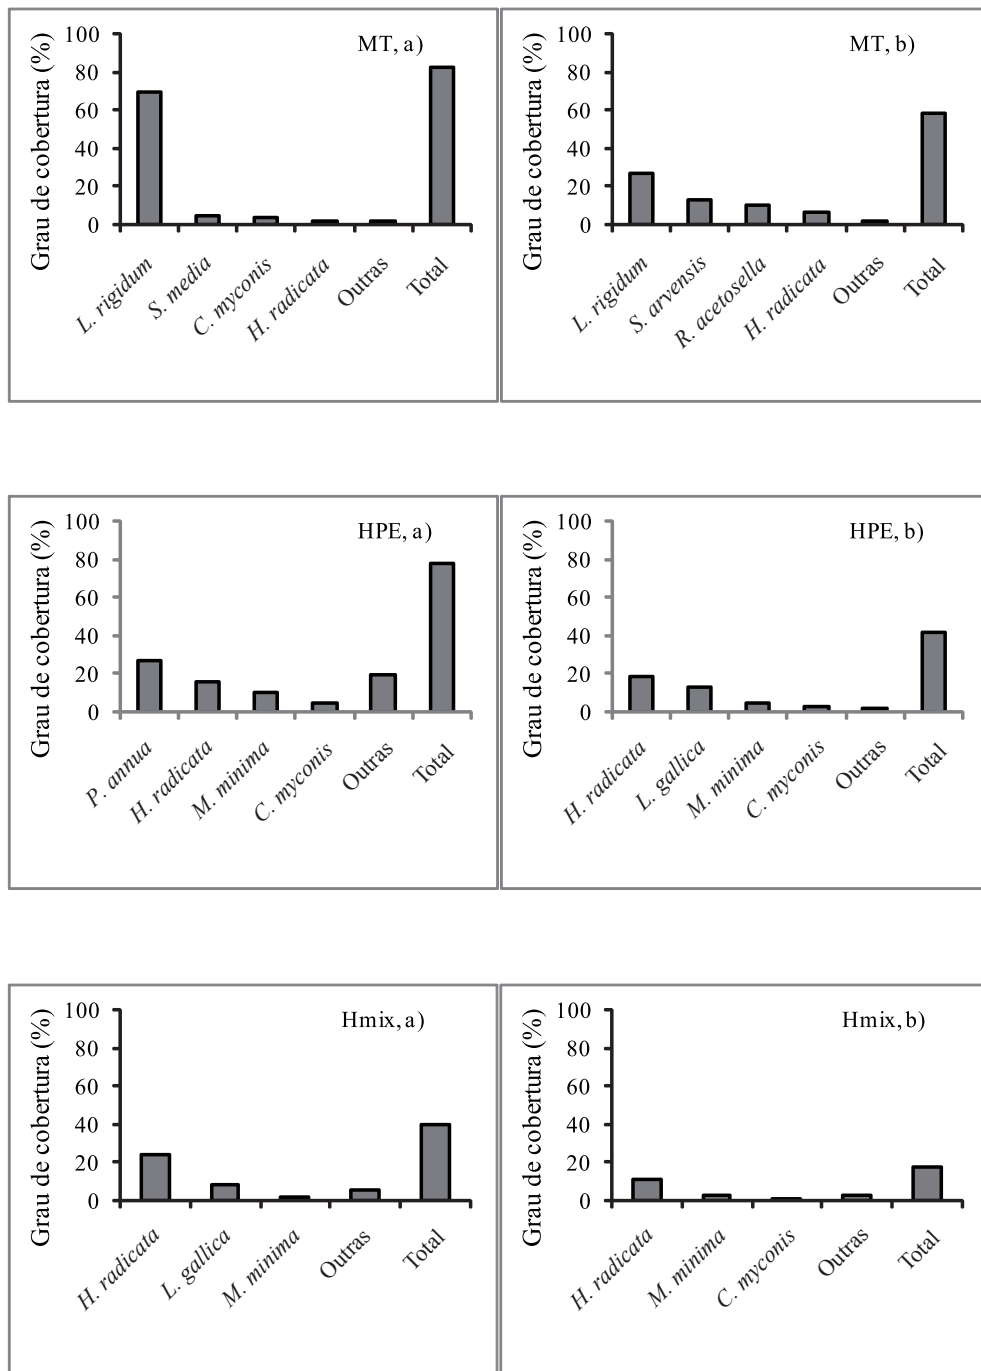 Grau de cobertura (%)
100
80
60
40
20
0
MT, a)
L. rigidum
S. media
C. myconis
H. radicata
Outras
Total
Grau de cobertura (%)
100
80
60
40
20
0
MT, b)
L. rigidum
S. arvensis
R. acetosella
H. radicata
Outras
Total
Grau de cobertura (%)
100
80
60
40
20
0
HPE, a)
P. annua
H. radicata
M. minima
C. myconis
Outras
Total
Grau de cobertura (%)
100
80
60
40
20
0
HPE, b)
H. radicata
L. gallica
M. minima
C. myconis
Outras
Total
Grau de cobertura (%)
100
80
60
40
20
0
Hmix, a)
H. radicata
L. gallica
M. minima
Outras
Total
Grau de cobertura (%)
100
80
60
40
20
0
Hmix, b)
H. radicata
M. minima
C. myconis
Outras
Total